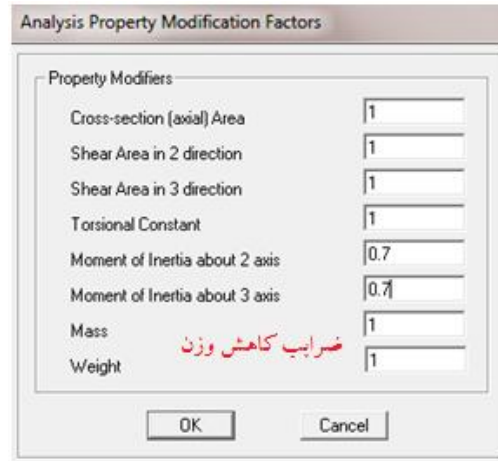 Analysis Property Modification Factors
Property Modifiers
Cross-section (axial) Area 1
Shear Area in 2 direction 1
Shear Area in 3 direction 1
Torsional Constant 1
Moment of Inertia about 2 axis 0.7
Moment of Inertia about 3 axis 0.7
Mass 1
ضرایب کاهش وزن
Weight 1
OK Cancel